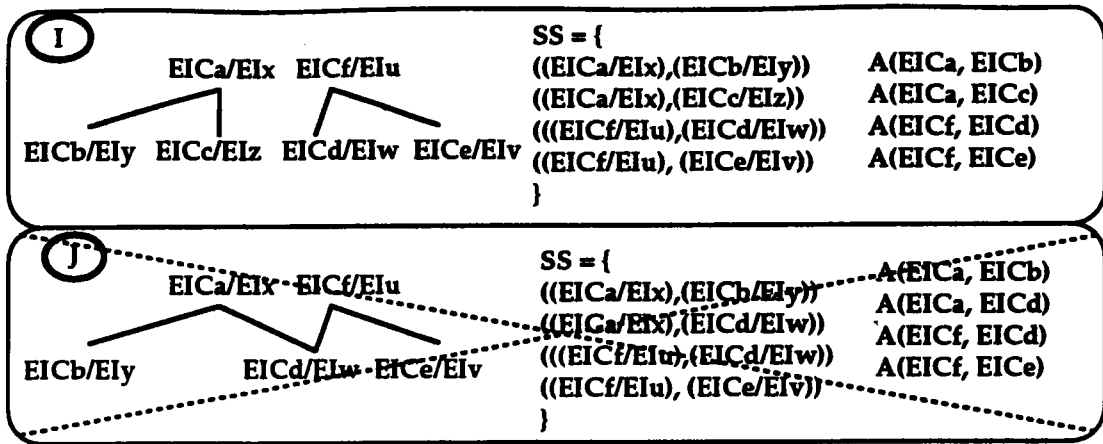 I
EICa/EIx EICf/EIu
EICb/EIy EICc/EIz EICd/EIw EICe/EIv
SS = {
((EICa/EIx),(EICb/EIy))
((EICa/EIx),(EICc/EIz))
(((EICf/EIu),(EICd/EIw))
((EICf/EIu), (EICe/EIv))
}
A(EICa, EICb)
A(EICa, EICc)
A(EICf, EICd)
A(EICf, EICe)
J
EICa/EIx EICf/EIu
EICb/EIy EICd/EIw EICe/EIv
SS = {
((EICa/EIx),(EICb/EIy))
((EICa/EIx),(EICd/EIw))
(((EICf/EIu),(EICd/EIw))
((EICf/EIu), (EICe/EIv))
}
A(EICa, EICb)
A(EICa, EICd)
A(EICf, EICd)
A(EICf, EICe)